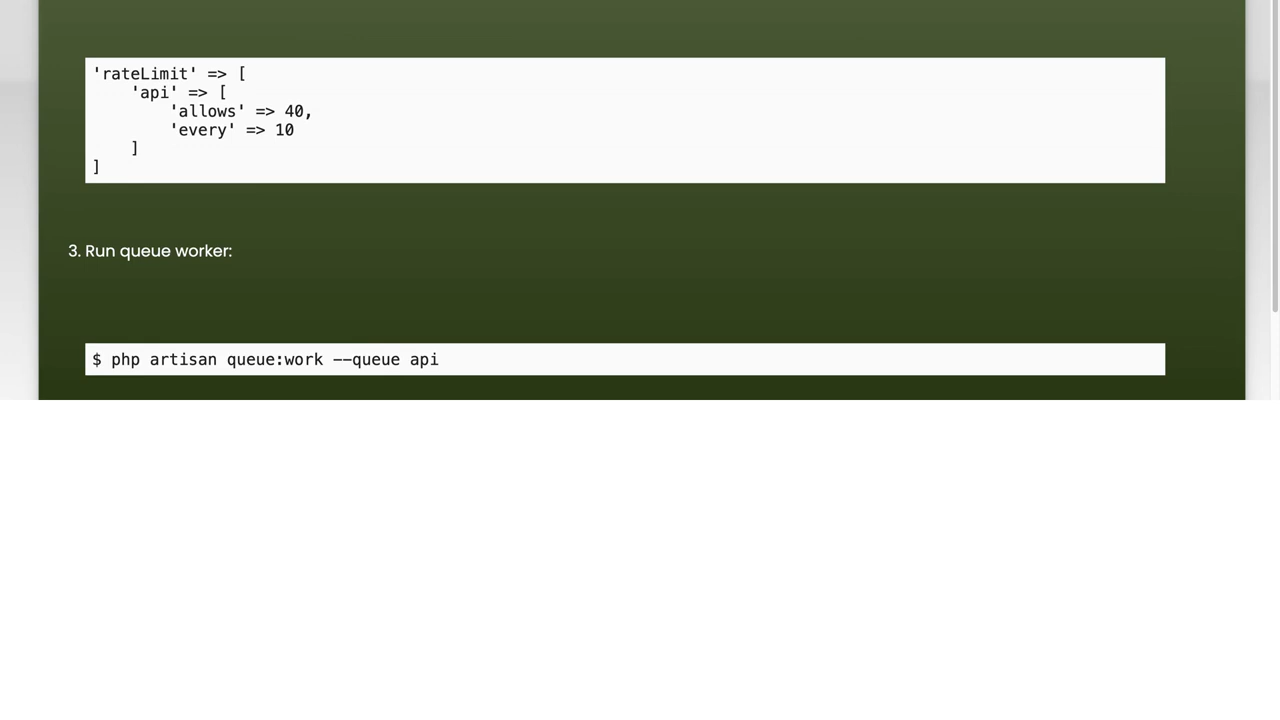 'rateLimit' => [
    'api' => [
        'allows' => 40,
        'every' => 10
    ]
]
3. Run queue worker:
$ php artisan queue:work --queue api